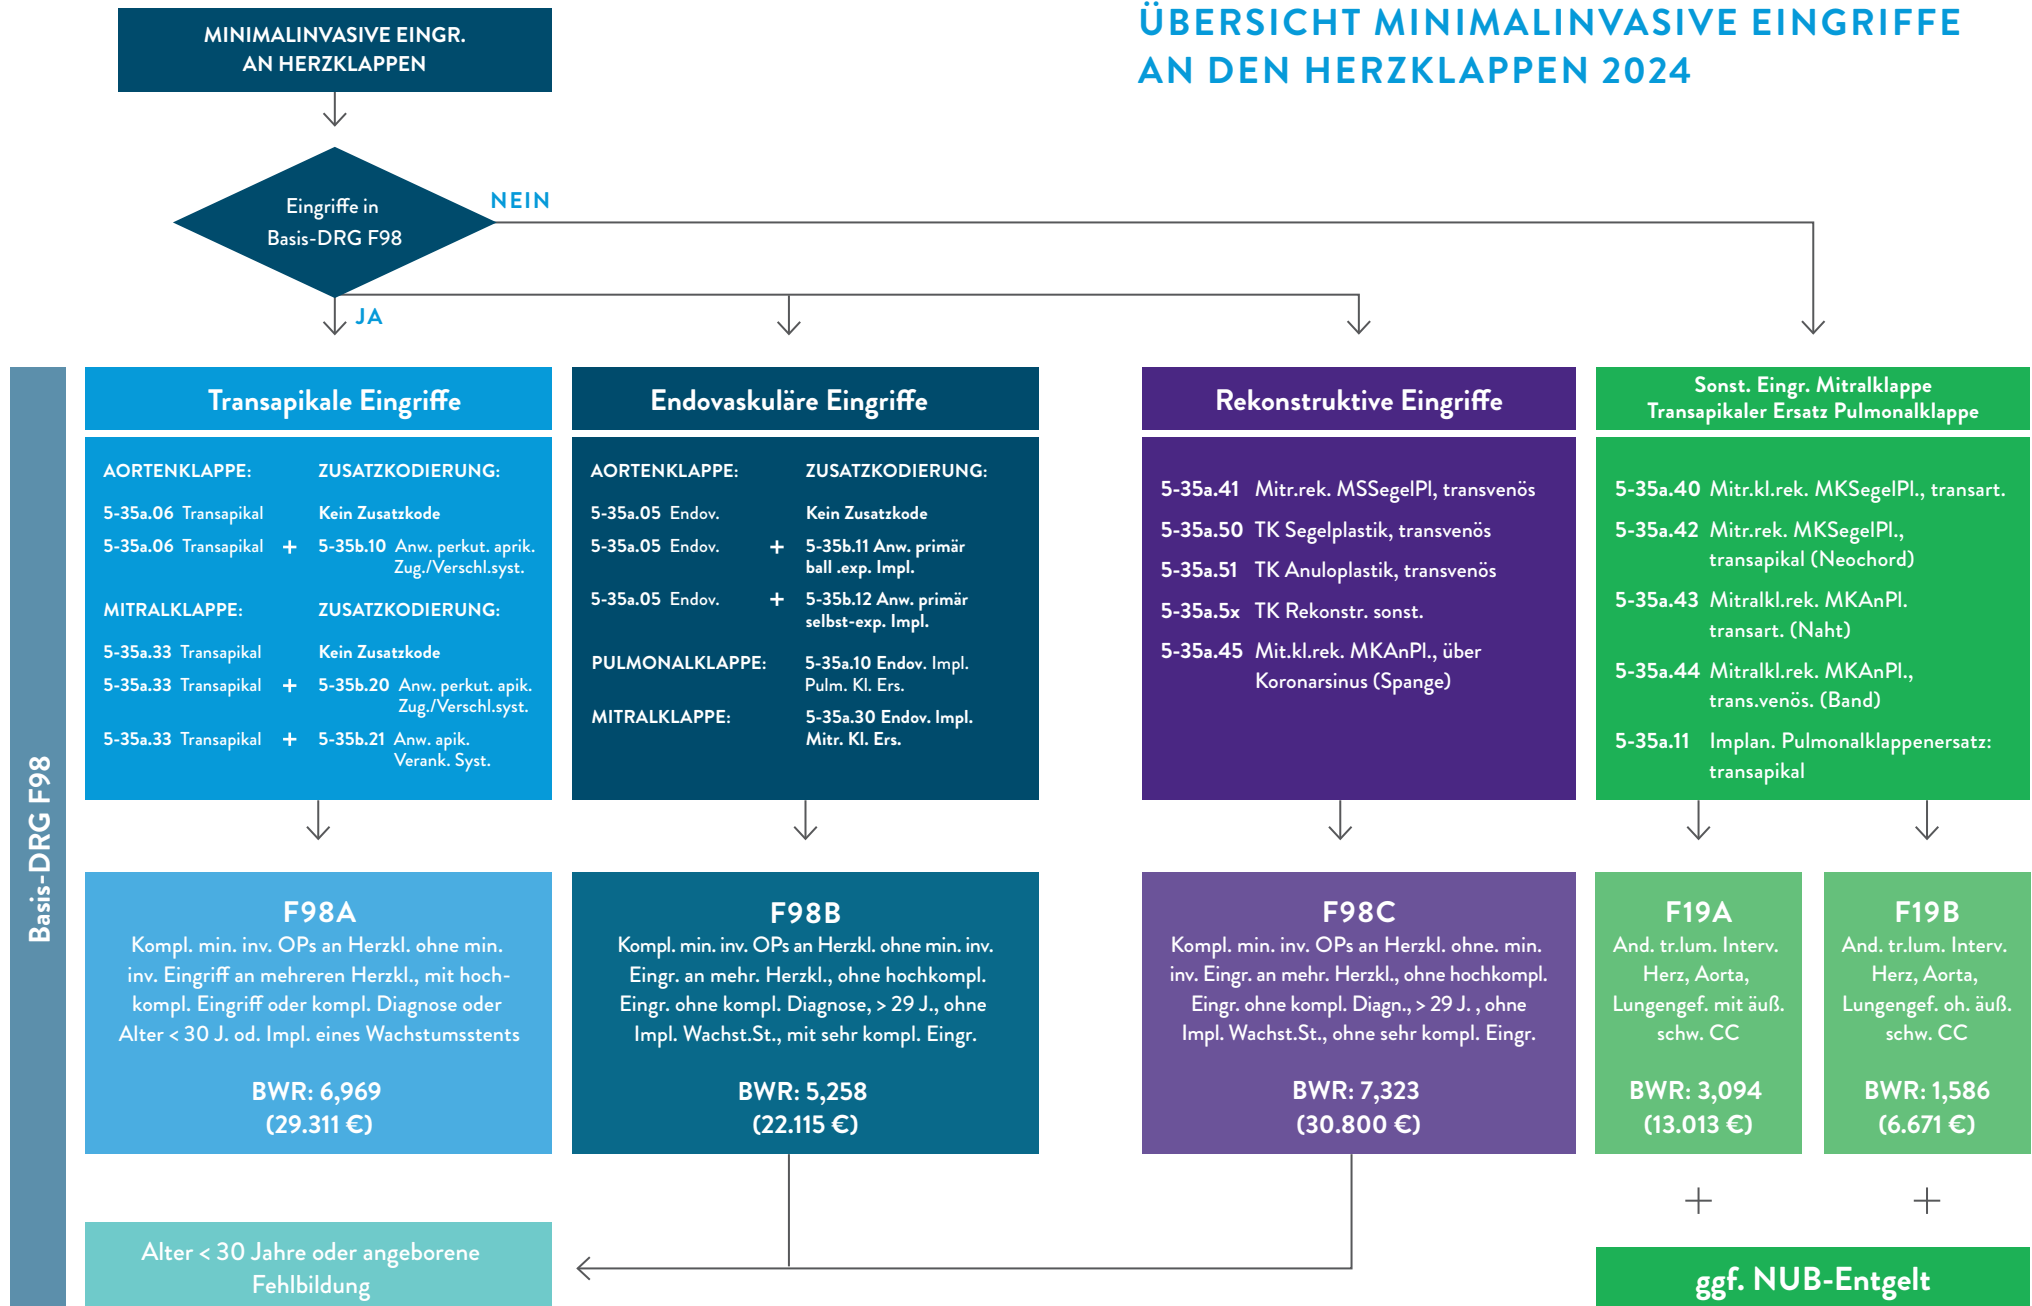 ÜBERSICHT MINIMALINVASIVE EINGRIFFE
AN DEN HERZKLAPPEN 2024
MINIMALINVASIVE EINGR.
AN HERZKLAPPEN
Eingriffe in
Basis-DRG F98
NEIN
JA
Basis-DRG F98
Transapikale Eingriffe
AORTENKLAPPE: ZUSATZKODIERUNG:
5-35a.06 Transapikal Kein Zusatzkode
5-35a.06 Transapikal + 5-35b.10 Anw. perkut. aprik.
Zug./Verschl.syst.
MITRALKLAPPE: ZUSATZKODIERUNG:
5-35a.33 Transapikal Kein Zusatzkode
5-35a.33 Transapikal + 5-35b.20 Anw. perkut. apik.
Zug./Verschl.syst.
5-35a.33 Transapikal + 5-35b.21 Anw. apik.
Verank. Syst.
Endovaskuläre Eingriffe
AORTENKLAPPE: ZUSATZKODIERUNG:
5-35a.05 Endov. Kein Zusatzkode
5-35a.05 Endov. + 5-35b.11 Anw. primär
ball .exp. Impl.
5-35a.05 Endov. + 5-35b.12 Anw. primär
selbst-exp. Impl.
PULMONALKLAPPE: 5-35a.10 Endov. Impl.
Pulm. Kl. Ers.
MITRALKLAPPE: 5-35a.30 Endov. Impl.
Mitr. Kl. Ers.
Rekonstruktive Eingriffe
5-35a.41 Mitr.rek. MSSegelPl, transvenös
5-35a.50 TK Segelplastik, transvenös
5-35a.51 TK Anuloplastik, transvenös
5-35a.5x TK Rekonstr. sonst.
5-35a.45 Mit.kl.rek. MKAnPl., über
Koronarsinus (Spange)
Sonst. Eingr. Mitralklappe
Transapikaler Ersatz Pulmonalklappe
5-35a.40 Mitr.kl.rek. MKSegelPl., transart.
5-35a.42 Mitr.rek. MKSegelPl.,
transapikal (Neochord)
5-35a.43 Mitralkl.rek. MKAnPl.
transart. (Naht)
5-35a.44 Mitralkl.rek. MKAnPl.,
trans.venös. (Band)
5-35a.11 Implan. Pulmonalklappenersatz:
transapikal
F98A
Kompl. min. inv. OPs an Herzkl. ohne min.
inv. Eingriff an mehreren Herzkl., mit hoch-
kompl. Eingriff oder kompl. Diagnose oder
Alter < 30 J. od. Impl. eines Wachstumsstents
BWR: 6,969
(29.311 €)
F98B
Kompl. min. inv. OPs an Herzkl. ohne min. inv.
Eingr. an mehr. Herzkl., ohne hochkompl.
Eingr. ohne kompl. Diagnose, > 29 J., ohne
Impl. Wachst.St., mit sehr kompl. Eingr.
BWR: 5,258
(22.115 €)
F98C
Kompl. min. inv. OPs an Herzkl. ohne. min.
inv. Eingr. an mehr. Herzkl., ohne hochkompl.
Eingr. ohne kompl. Diagn., > 29 J. , ohne
Impl. Wachst.St., ohne sehr kompl. Eingr.
BWR: 7,323
(30.800 €)
F19A
And. tr.lum. Interv.
Herz, Aorta,
Lungengef. mit äuß.
schw. CC
BWR: 3,094
(13.013 €)
F19B
And. tr.lum. Interv.
Herz, Aorta,
Lungengef. oh. äuß.
schw. CC
BWR: 1,586
(6.671 €)
+ +
Alter < 30 Jahre oder angeborene
Fehlbildung
ggf. NUB-Entgelt